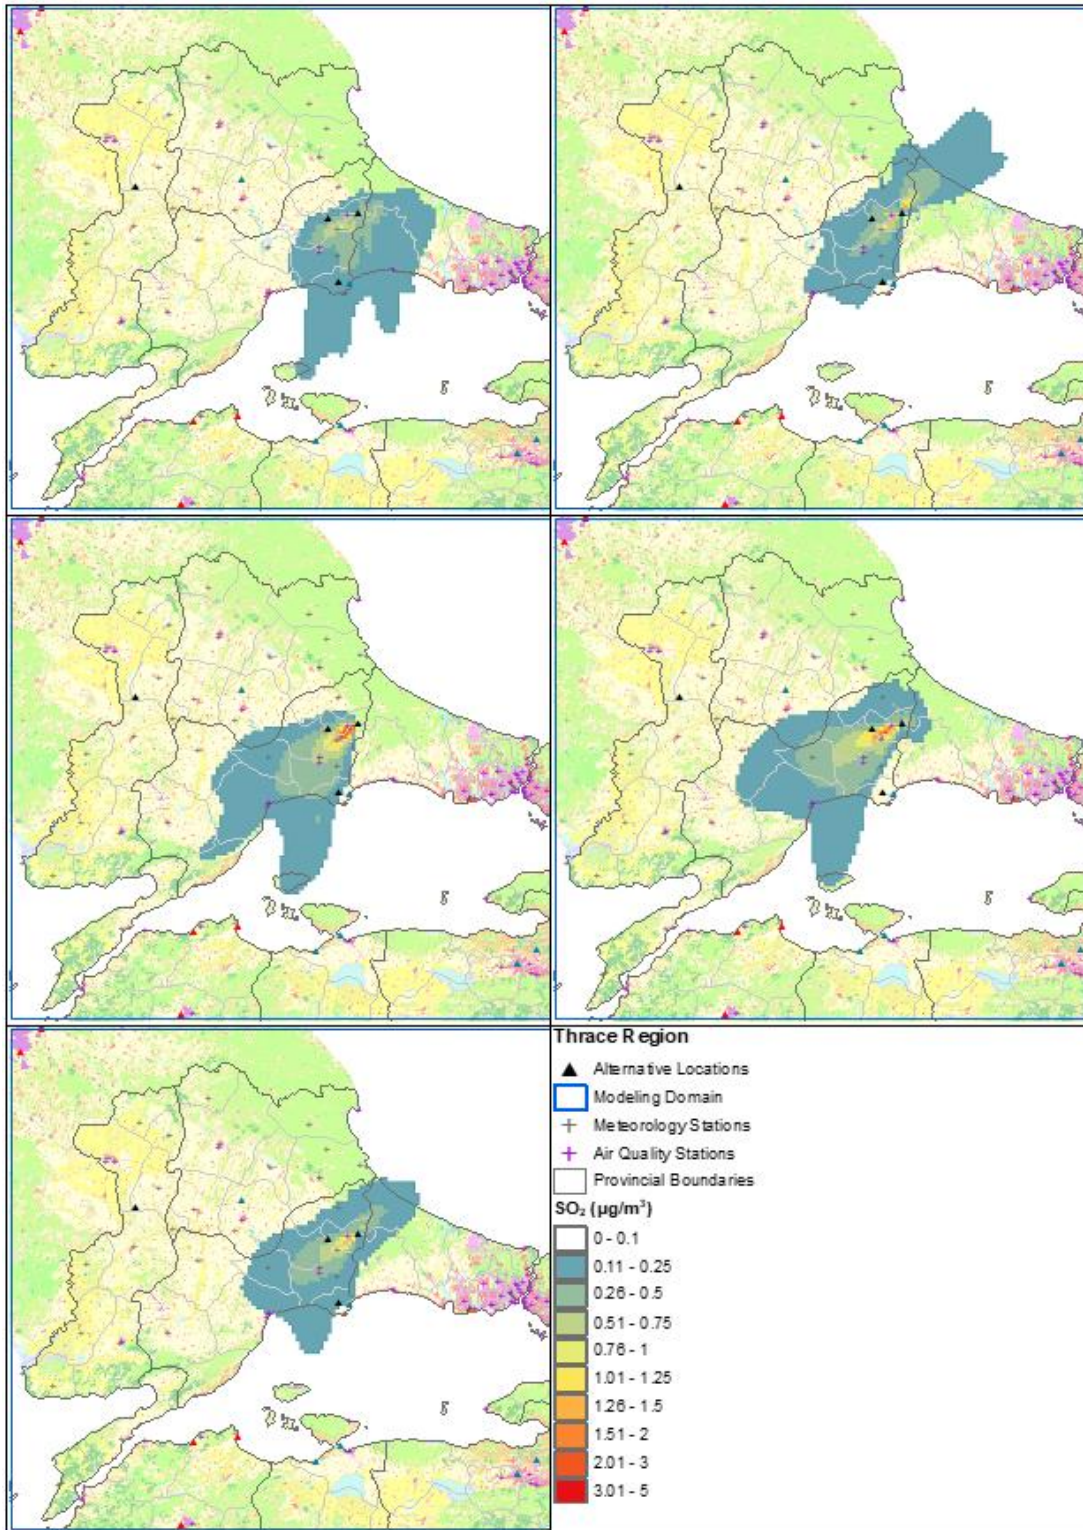 Thrace Region
Alternative Locations
Modeling Domain
Meteorology Stations
Air Quality Stations
Provincial Boundaries
SO₂ (µg/m³)
0 - 0.1
0.11 - 0.25
0.26 - 0.5
0.51 - 0.75
0.76 - 1
1.01 - 1.25
1.26 - 1.5
1.51 - 2
2.01 - 3
3.01 - 5